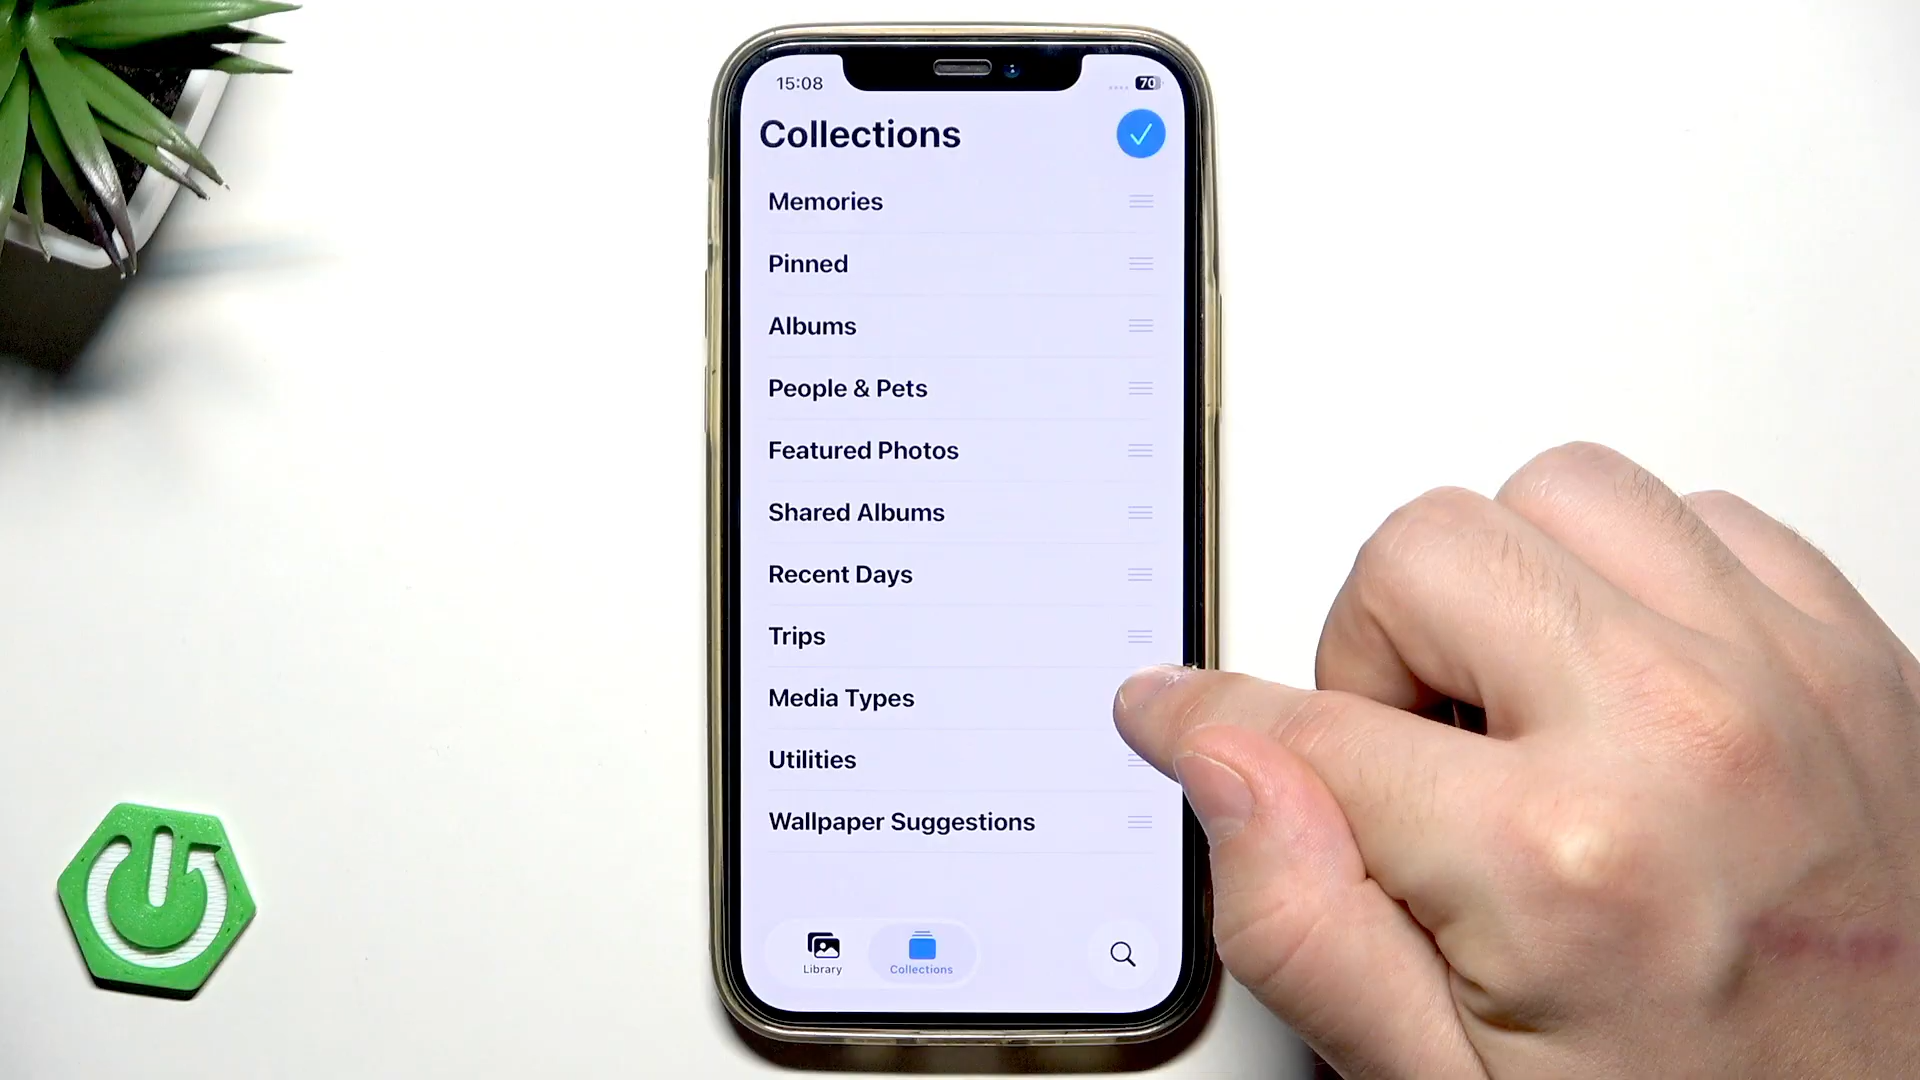 15:08
70
Collections
Memories
Pinned
Albums
People & Pets
Featured Photos
Shared Albums
Recent Days
Trips
Media Types
Utilities
Wallpaper Suggestions
Library
Collections